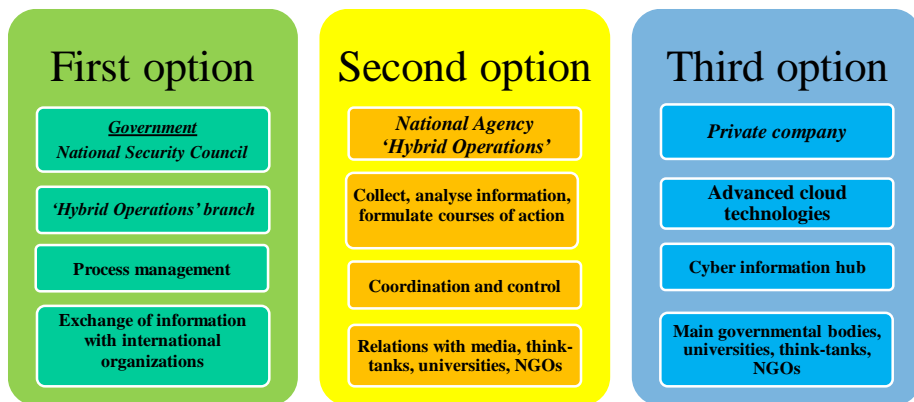 First option
Government
National Security Council
‘Hybrid Operations’ branch
Process management
Exchange of information
with international
organizations
Second option
National Agency
‘Hybrid Operations’
Collect, analyse information,
formulate courses of action
Coordination and control
Relations with media, think-
tanks, universities, NGOs
Third option
Private company
Advanced cloud
technologies
Cyber information hub
Main governmental bodies,
universities, think-tanks,
NGOs